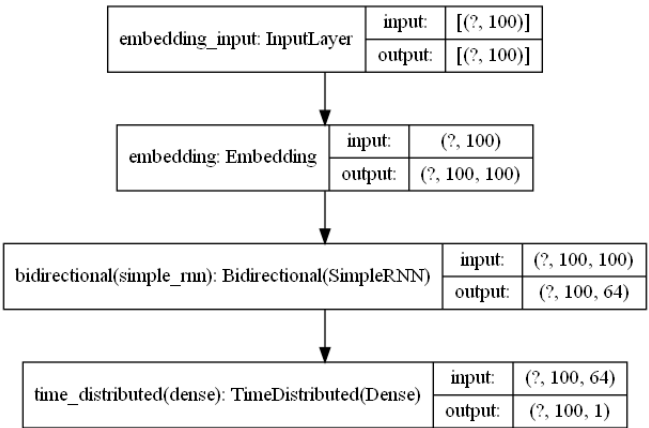 embedding_input: InputLayer
input: [(?, 100)]
output: [(?, 100)]
embedding: Embedding
input: (?, 100)
output: (?, 100, 100)
bidirectional(simple_rnn): Bidirectional(SimpleRNN)
input: (?, 100, 100)
output: (?, 100, 64)
time_distributed(dense): TimeDistributed(Dense)
input: (?, 100, 64)
output: (?, 100, 1)